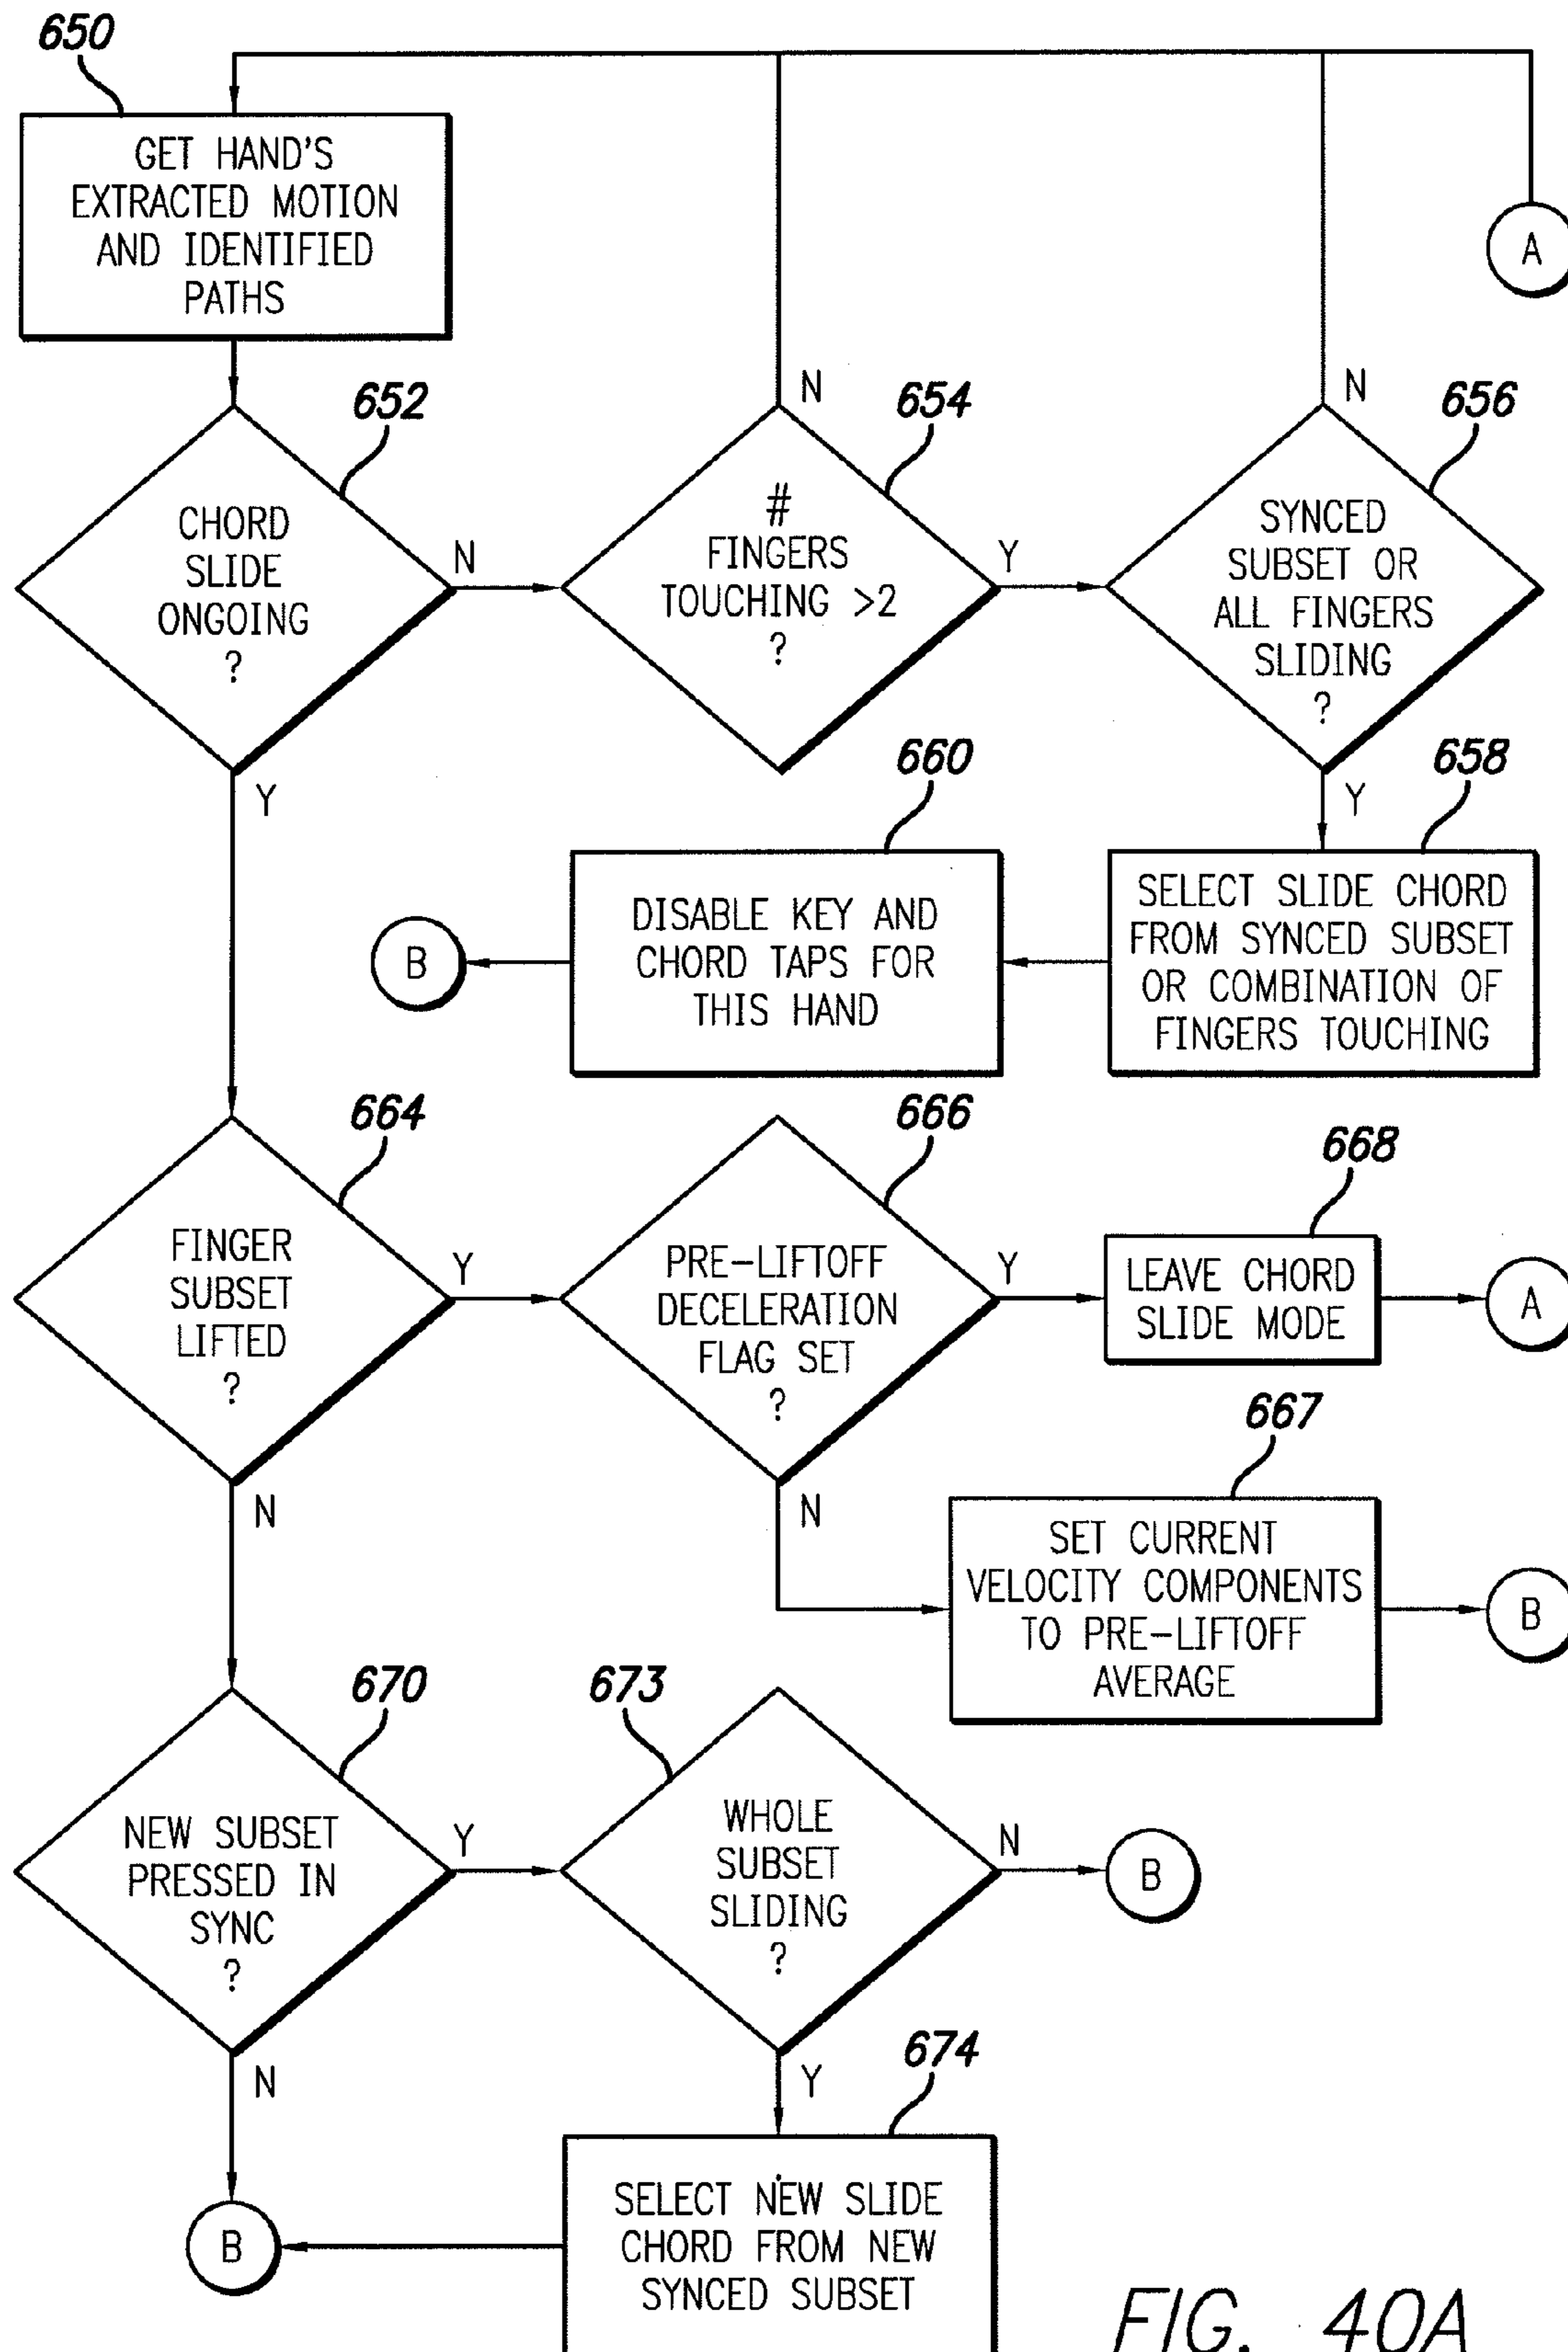 650
GET HAND'S
EXTRACTED MOTION
AND IDENTIFIED
PATHS
A
652
CHORD
SLIDE
ONGOING
?
N
Y
654
#
FINGERS
TOUCHING >2
?
N
Y
656
SYNCED
SUBSET OR
ALL FINGERS
SLIDING
?
N
Y
658
SELECT SLIDE CHORD
FROM SYNCED SUBSET
OR COMBINATION OF
FINGERS TOUCHING
660
DISABLE KEY AND
CHORD TAPS FOR
THIS HAND
B
664
FINGER
SUBSET
LIFTED
?
Y
N
666
PRE-LIFTOFF
DECELERATION
FLAG SET
?
Y
N
668
LEAVE CHORD
SLIDE MODE
A
667
SET CURRENT
VELOCITY COMPONENTS
TO PRE-LIFTOFF
AVERAGE
B
670
NEW SUBSET
PRESSED IN
SYNC
?
Y
N
673
WHOLE
SUBSET
SLIDING
?
N
B
Y
674
SELECT NEW SLIDE
CHORD FROM NEW
SYNCED SUBSET
B
FIG. 40A